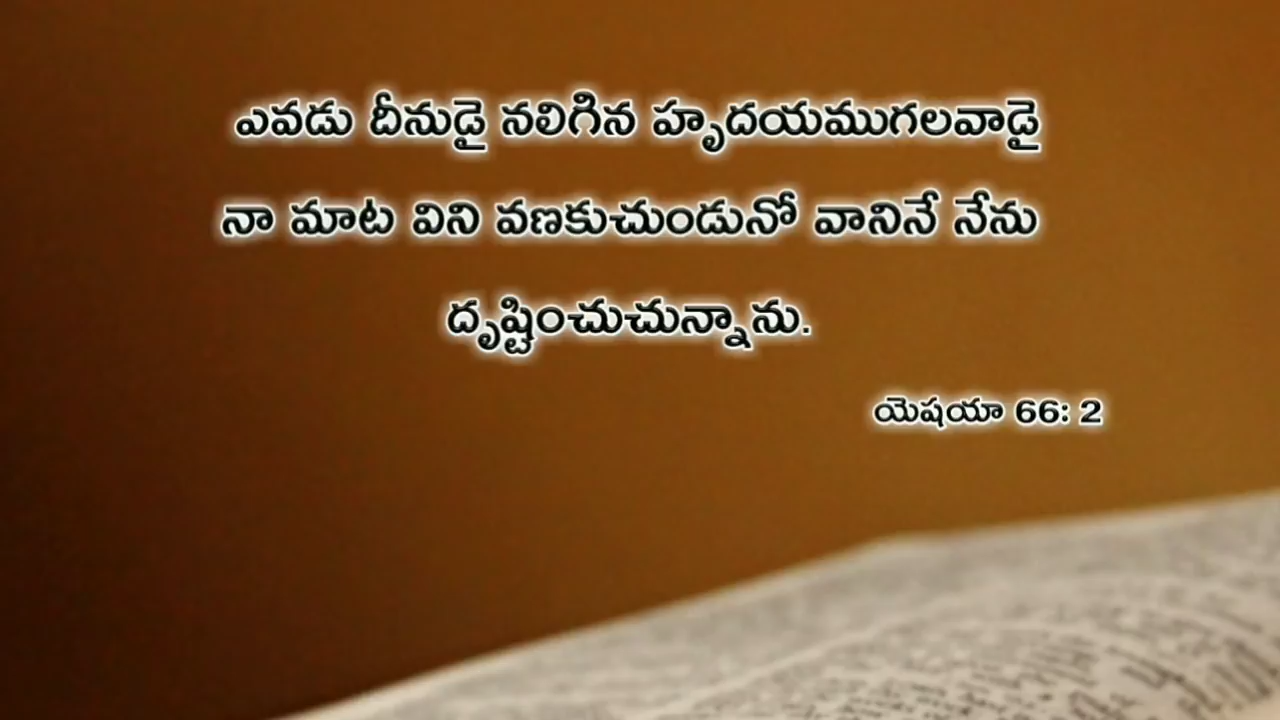 ఎవడు దీనుడై నలిగిన హృదయముగలవాడై
నా మాట విని వణకుచుండునో వానినే నేను
దృష్టించుచున్నాను.
యెషయా 66: 2